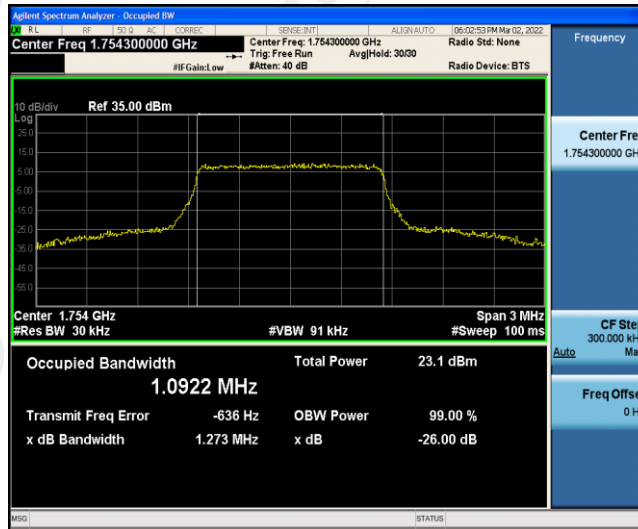 Agilent Spectrum Analyzer - Occupied BW
LXI RL RF 50 Ω AC CORREC SENSE:INT ALIGN AUTO 06:02:53 PM Mar 02, 2022
Center Freq 1.754300000 GHz Center Freq: 1.754300000 GHz Radio Std: None
Trig: Free Run Avg|Hold: 30/30
#IFGain:Low #Atten: 40 dB Radio Device: BTS
Frequency
10 dB/div Ref 35.00 dBm
Log
25.0
15.0
5.00
-5.00
-15.0
-25.0
-35.0
-45.0
-55.0
Center Fre
1.754300000 GH
Center 1.754 GHz Span 3 MHz
#Res BW 30 kHz #VBW 91 kHz #Sweep 100 ms
CF Ste
300.000 kH
Auto Ma
Occupied Bandwidth Total Power 23.1 dBm
1.0922 MHz
Transmit Freq Error -636 Hz OBW Power 99.00 %
x dB Bandwidth 1.273 MHz x dB -26.00 dB
Freq Offse
0 H
MSG STATUS